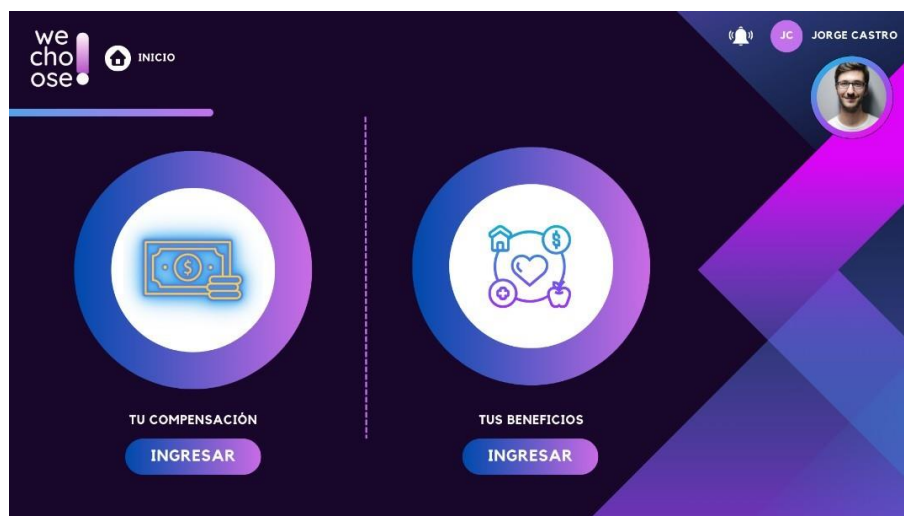 we
cho
ose
INICIO
JC
JORGE CASTRO
$
$
TU COMPENSACIÓN
TUS BENEFICIOS
INGRESAR
INGRESAR